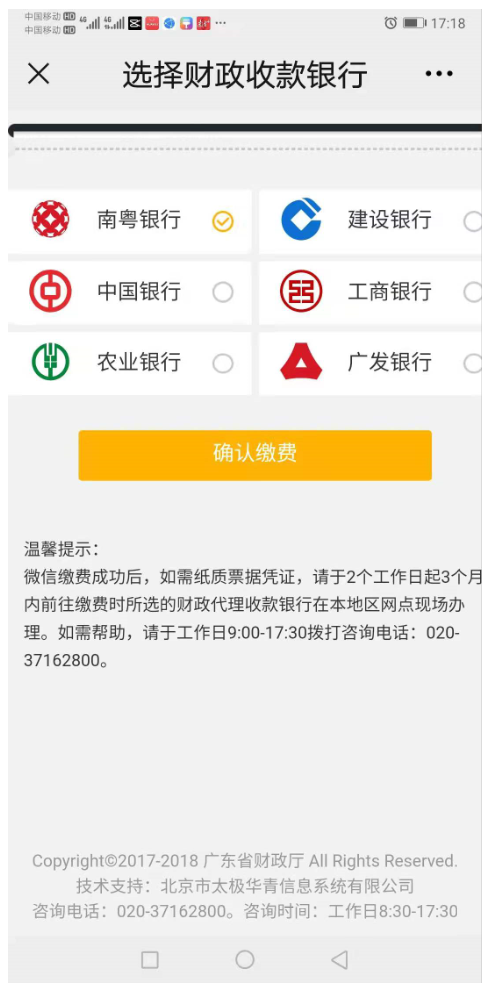 中国移动 HD 4G 4G ··· 17:18
中国移动 HD
选择财政收款银行
南粤银行 建设银行
中国银行 工商银行
农业银行 广发银行
确认缴费
温馨提示：
微信缴费成功后，如需纸质票据凭证，请于2个工作日起3个月
内前往缴费时所选的财政代理收款银行在本地区网点现场办
理。如需帮助，请于工作日9:00-17:30拨打咨询电话：020-
37162800。
Copyright©2017-2018 广东省财政厅 All Rights Reserved.
技术支持：北京市太极华青信息系统有限公司
咨询电话：020-37162800。咨询时间：工作日8:30-17:30